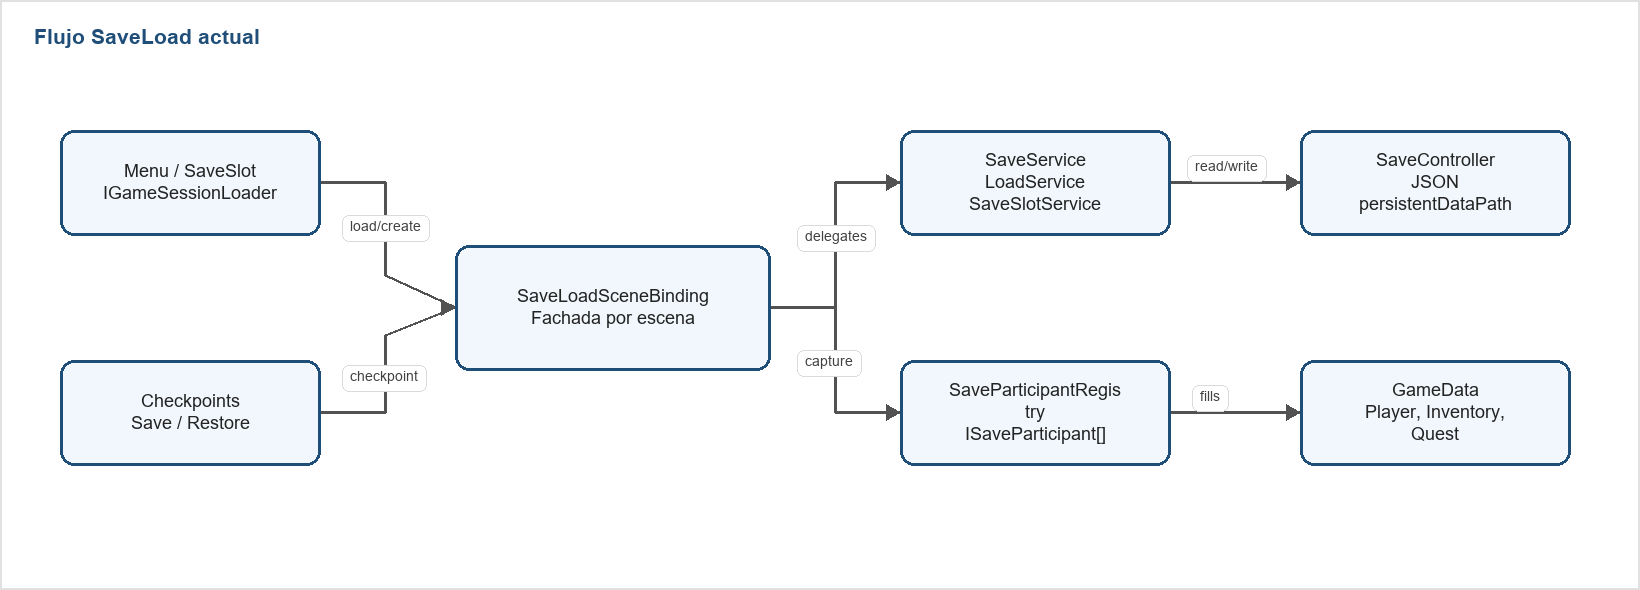 Flujo SaveLoad actual
Menu / SaveSlot
IGameSessionLoader
load/create
Checkpoints
Save / Restore
checkpoint
SaveLoadSceneBinding
Fachada por escena
delegates
capture
SaveService
LoadService
SaveSlotService
read/write
SaveController
JSON
persistentDataPath
SaveParticipantRegis
try
ISaveParticipant[]
fills
GameData
Player, Inventory,
Quest